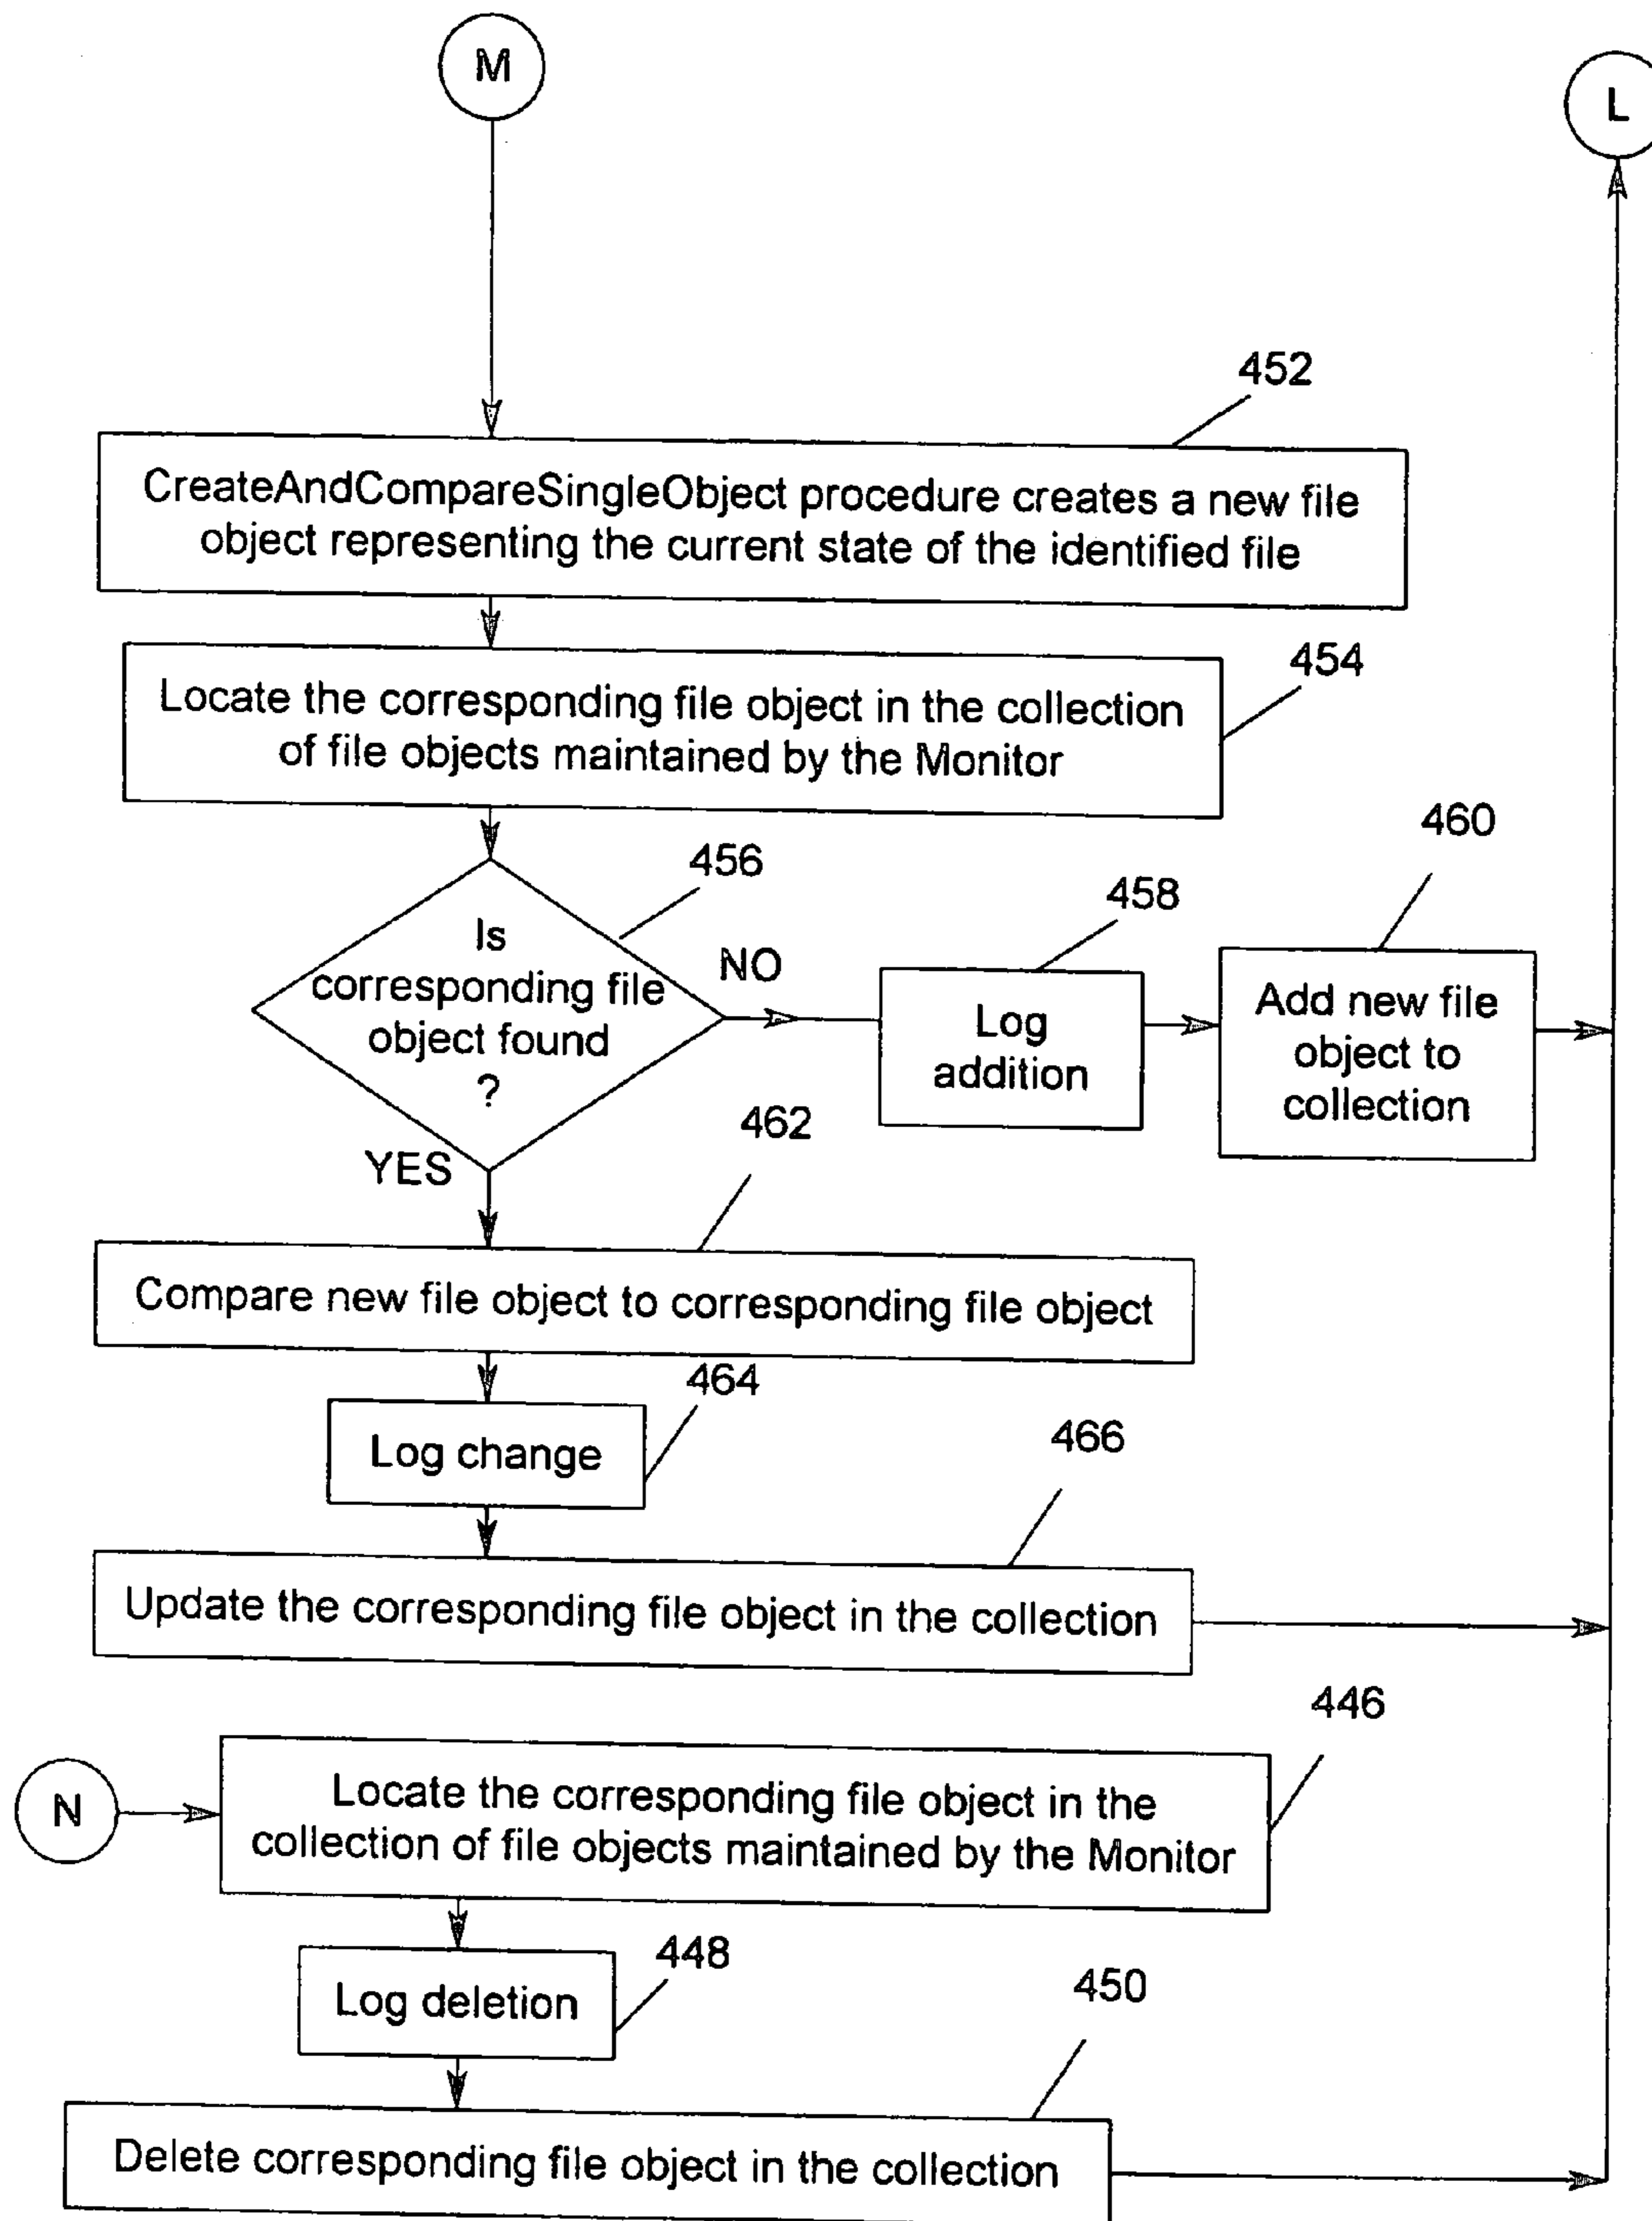 M
L
452
CreateAndCompareSingleObject procedure creates a new file
object representing the current state of the identified file
454
Locate the corresponding file object in the collection
of file objects maintained by the Monitor
456
Is
corresponding file
object found
?
NO
YES
458
Log
addition
460
Add new file
object to
collection
462
Compare new file object to corresponding file object
464
Log change
466
Update the corresponding file object in the collection
N
446
Locate the corresponding file object in the
collection of file objects maintained by the Monitor
448
Log deletion
450
Delete corresponding file object in the collection